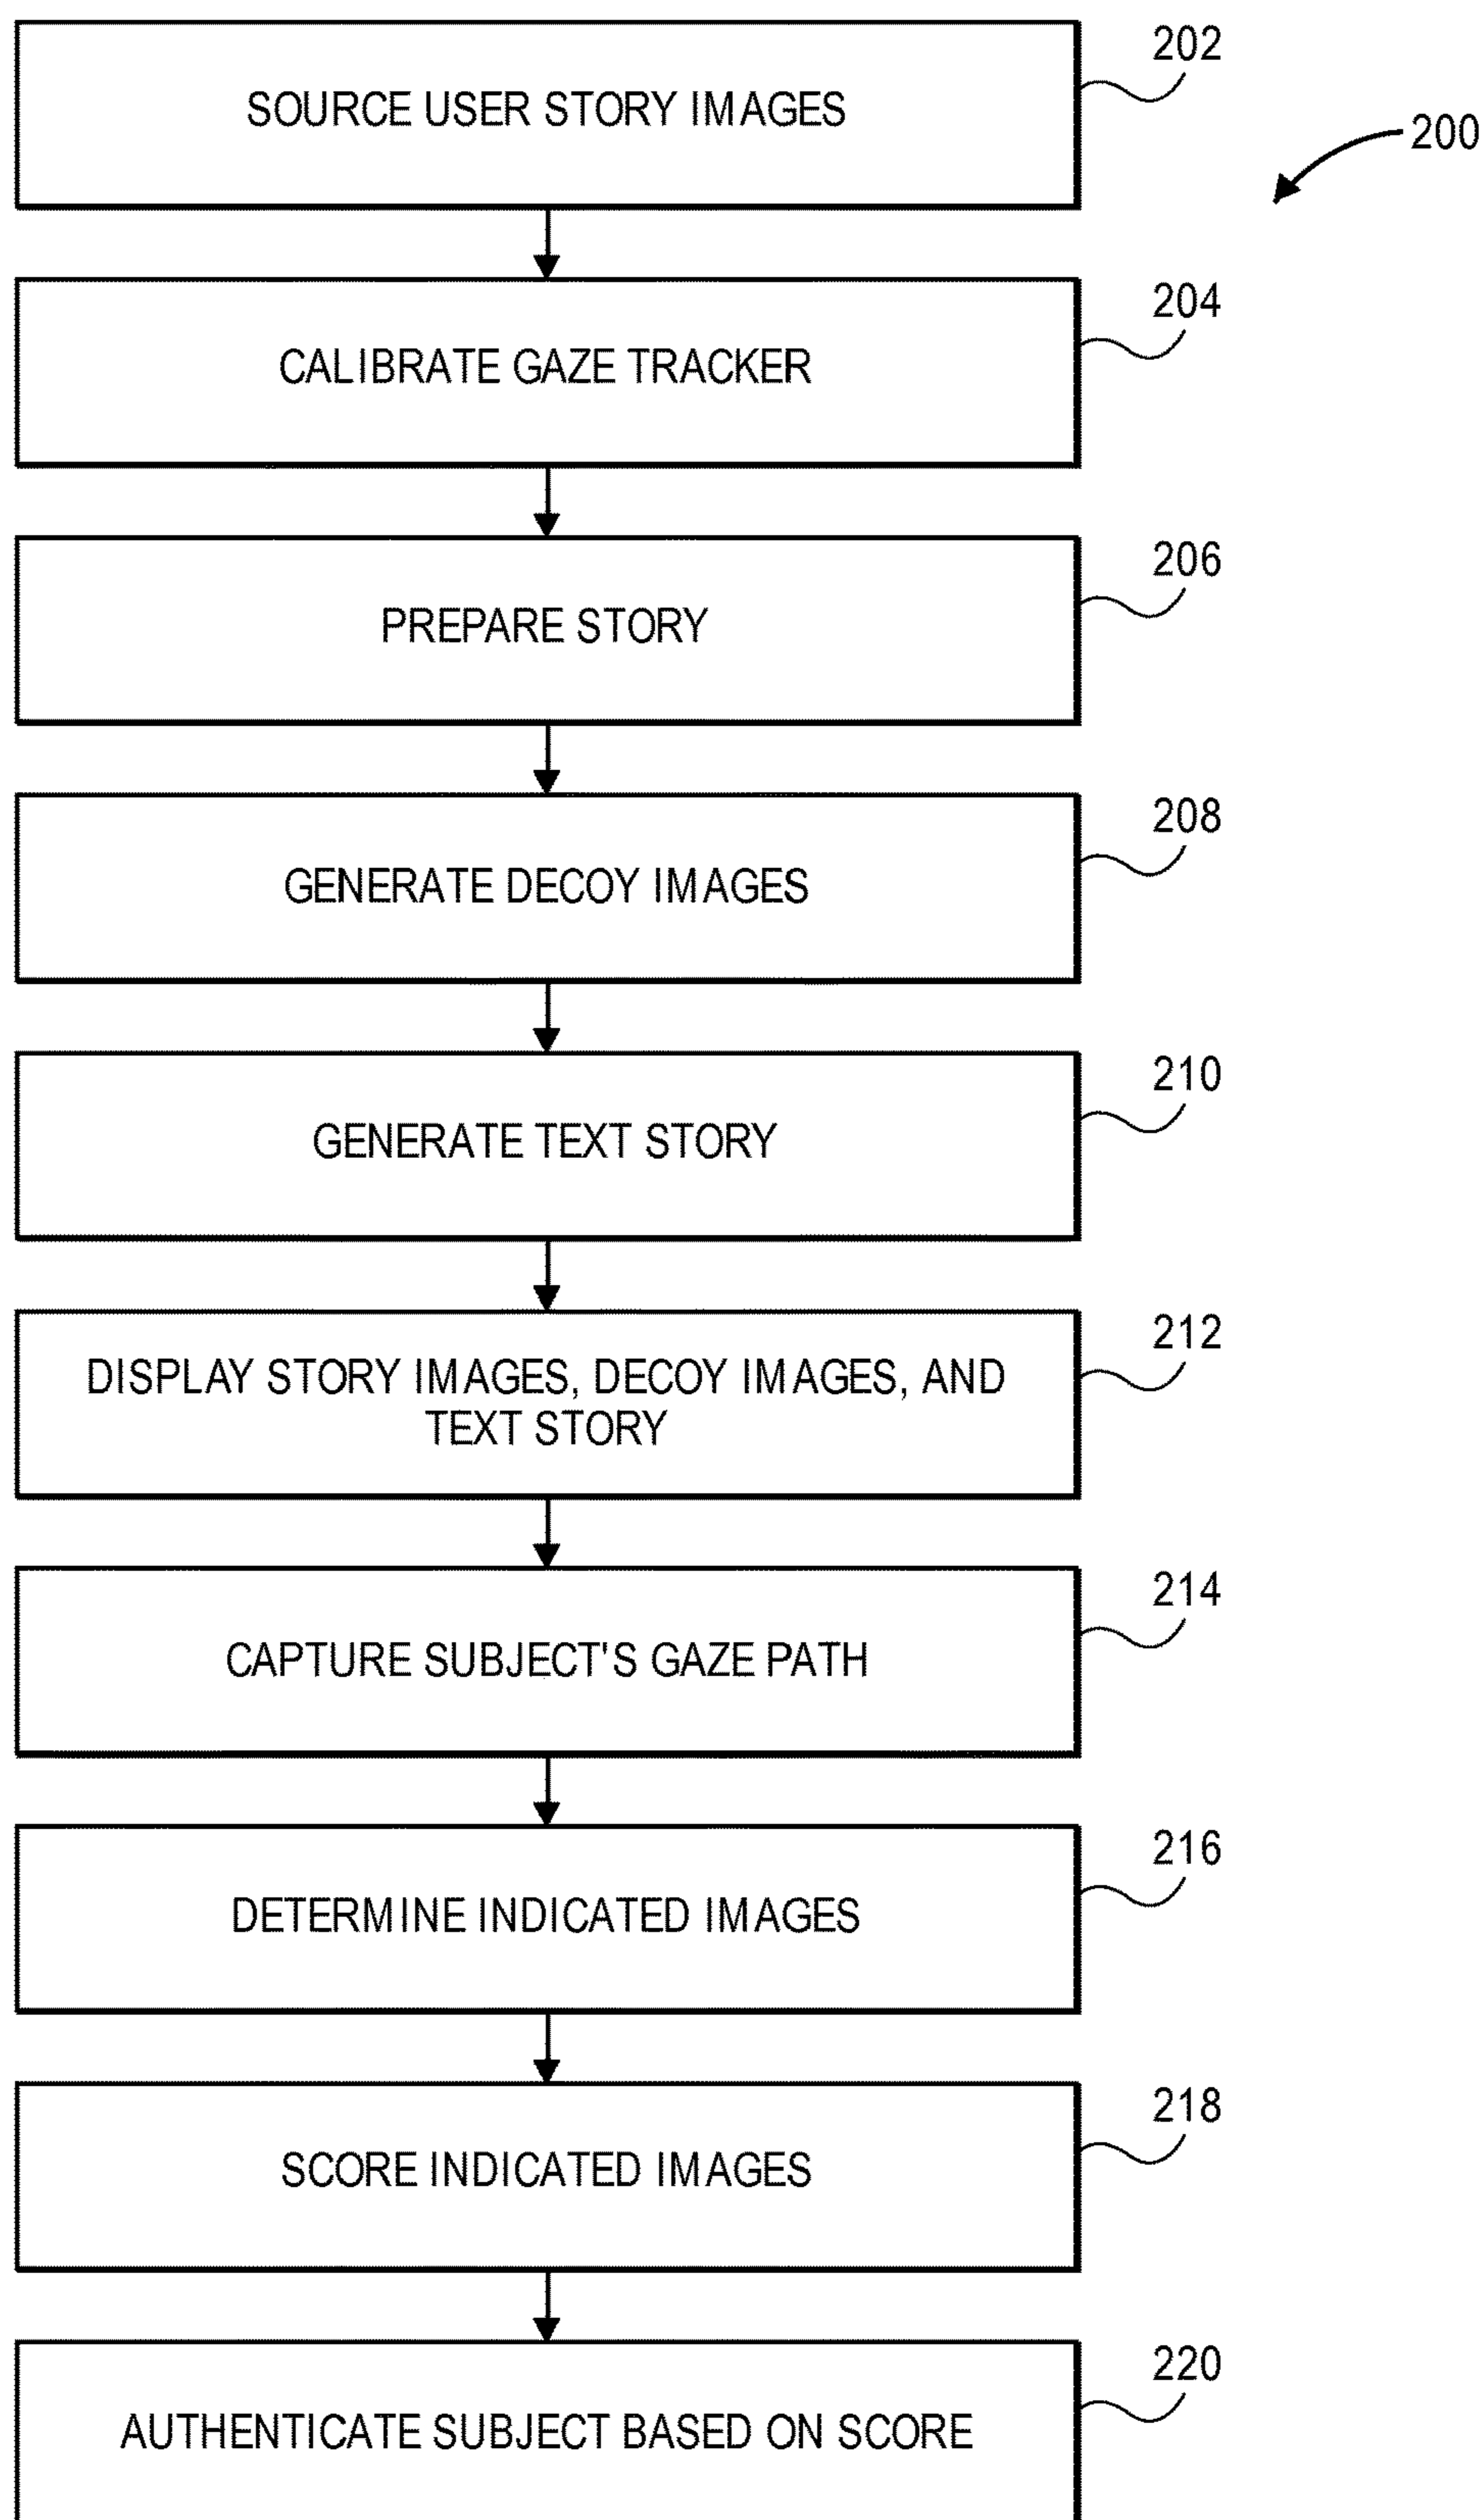 202
SOURCE USER STORY IMAGES
200
204
CALIBRATE GAZE TRACKER
206
PREPARE STORY
208
GENERATE DECOY IMAGES
210
GENERATE TEXT STORY
212
DISPLAY STORY IMAGES, DECOY IMAGES, AND
TEXT STORY
214
CAPTURE SUBJECT'S GAZE PATH
216
DETERMINE INDICATED IMAGES
218
SCORE INDICATED IMAGES
220
AUTHENTICATE SUBJECT BASED ON SCORE